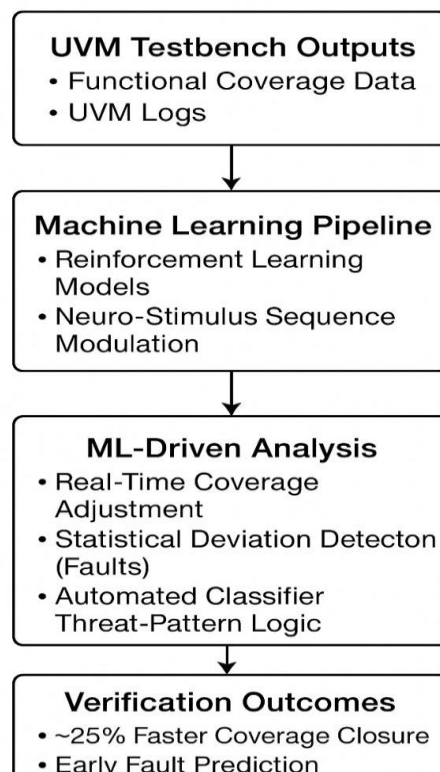 UVM Testbench Outputs
• Functional Coverage Data
• UVM Logs
Machine Learning Pipeline
• Reinforcement Learning
Models
• Neuro-Stimulus Sequence
Modulation
ML-Driven Analysis
• Real-Time Coverage
Adjustment
• Statistical Deviation Detecton
(Faults)
• Automated Classifier
Threat-Pattern Logic
Verification Outcomes
• ~25% Faster Coverage Closure
• Early Fault Prediction